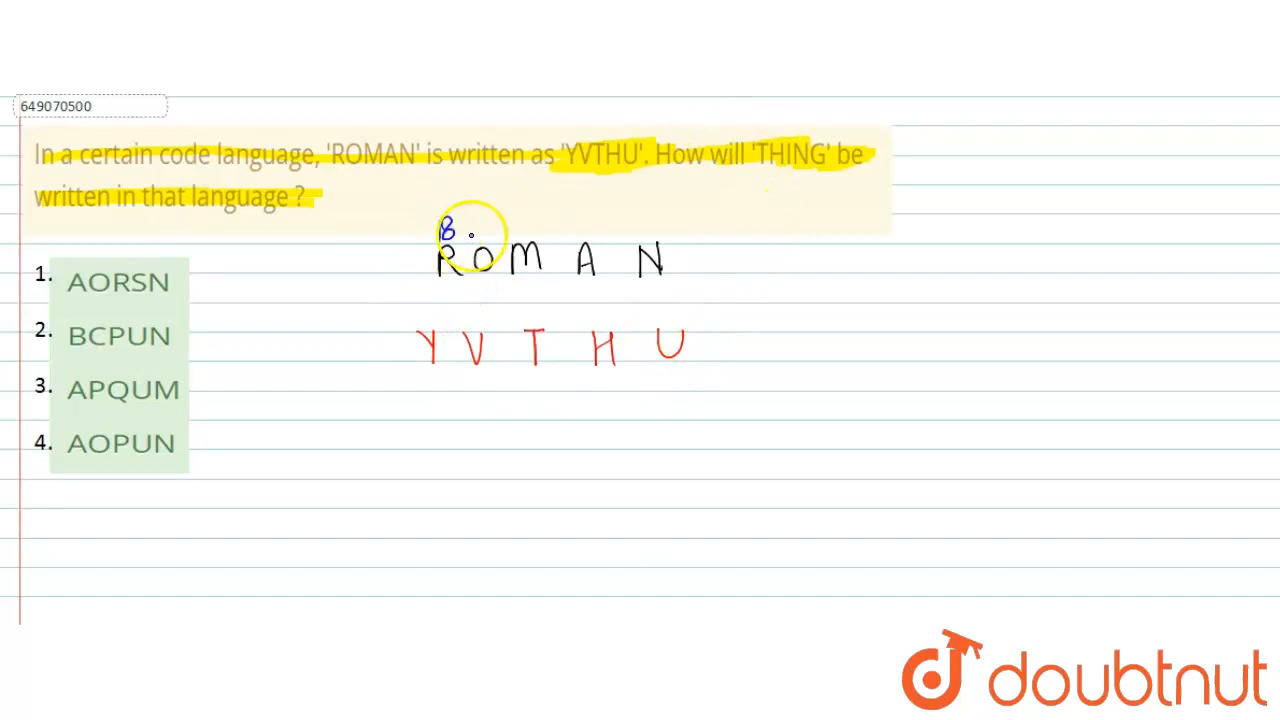 649070500
In a certain code language, 'ROMAN' is written as 'YVTHU'. How will 'THING' be
written in that language ?
1. AORSN
2. BCPUN
3. APQUM
4. AOPUN
18
R O M A N
Y V T H U
doubtnut